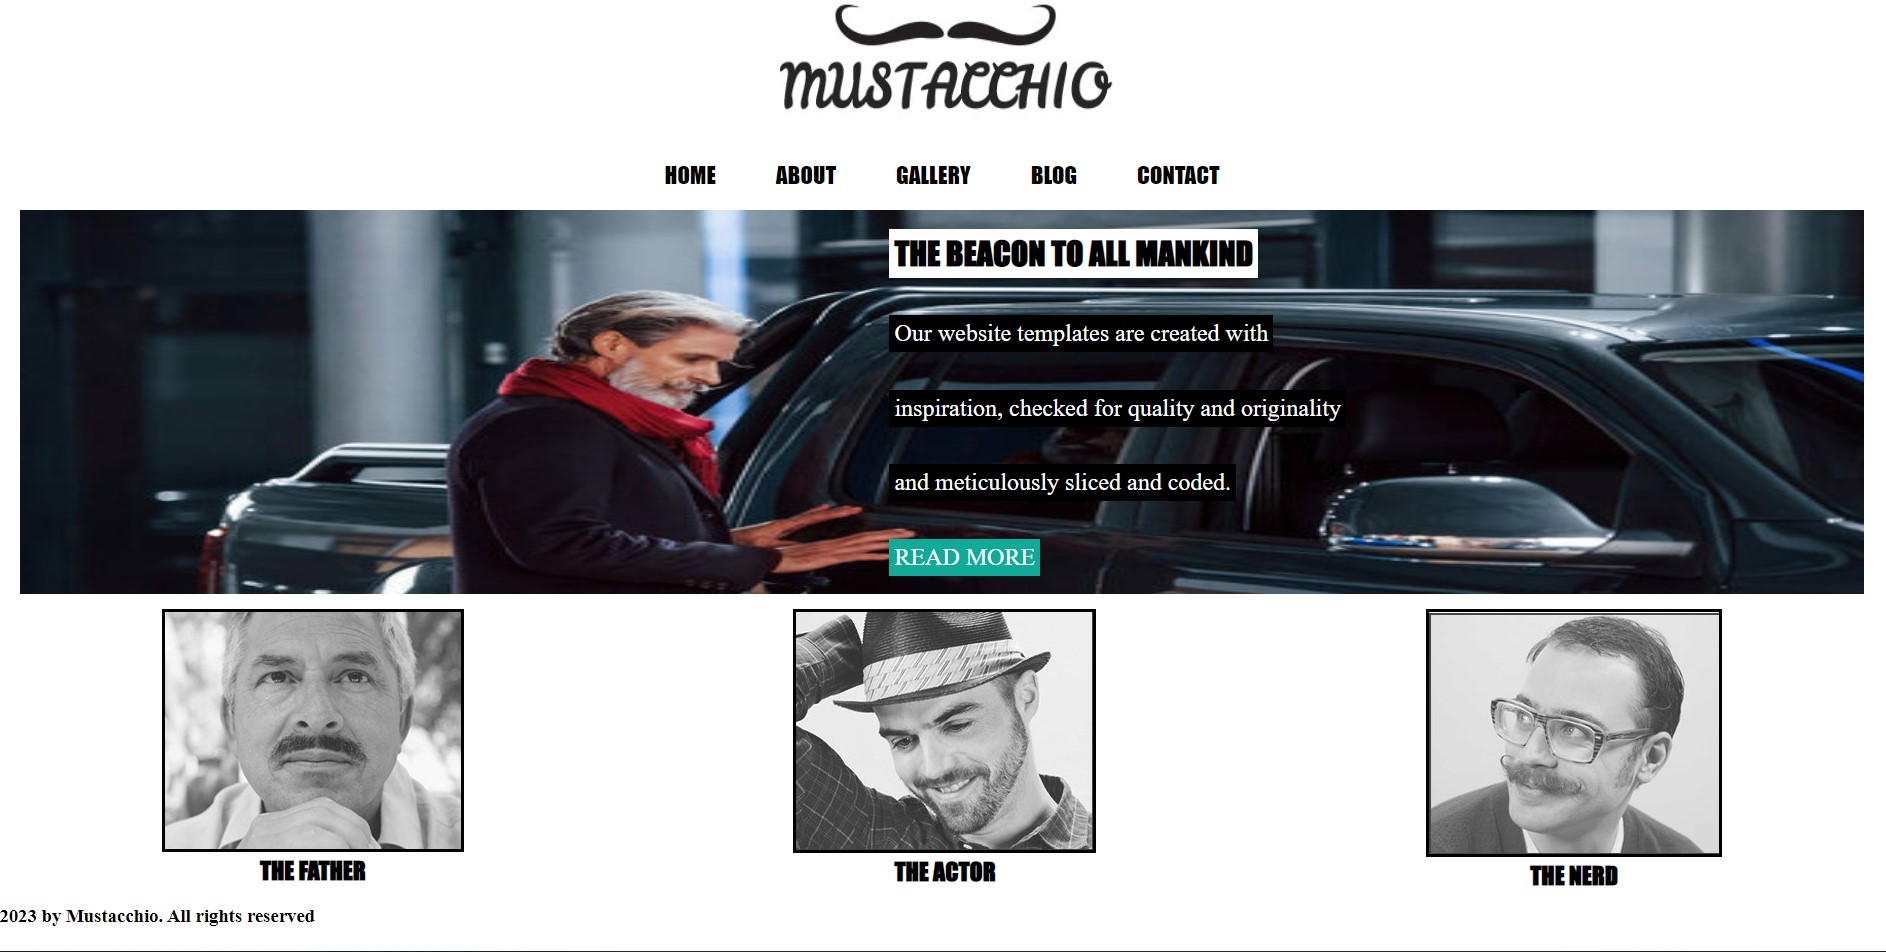 MUSTACCHIO
HOME ABOUT GALLERY BLOG CONTACT
THE BEACON TO ALL MANKIND
Our website templates are created with
inspiration, checked for quality and originality
and meticulously sliced and coded.
READ MORE
THE FATHER
THE ACTOR
THE NERD
2023 by Mustacchio. All rights reserved